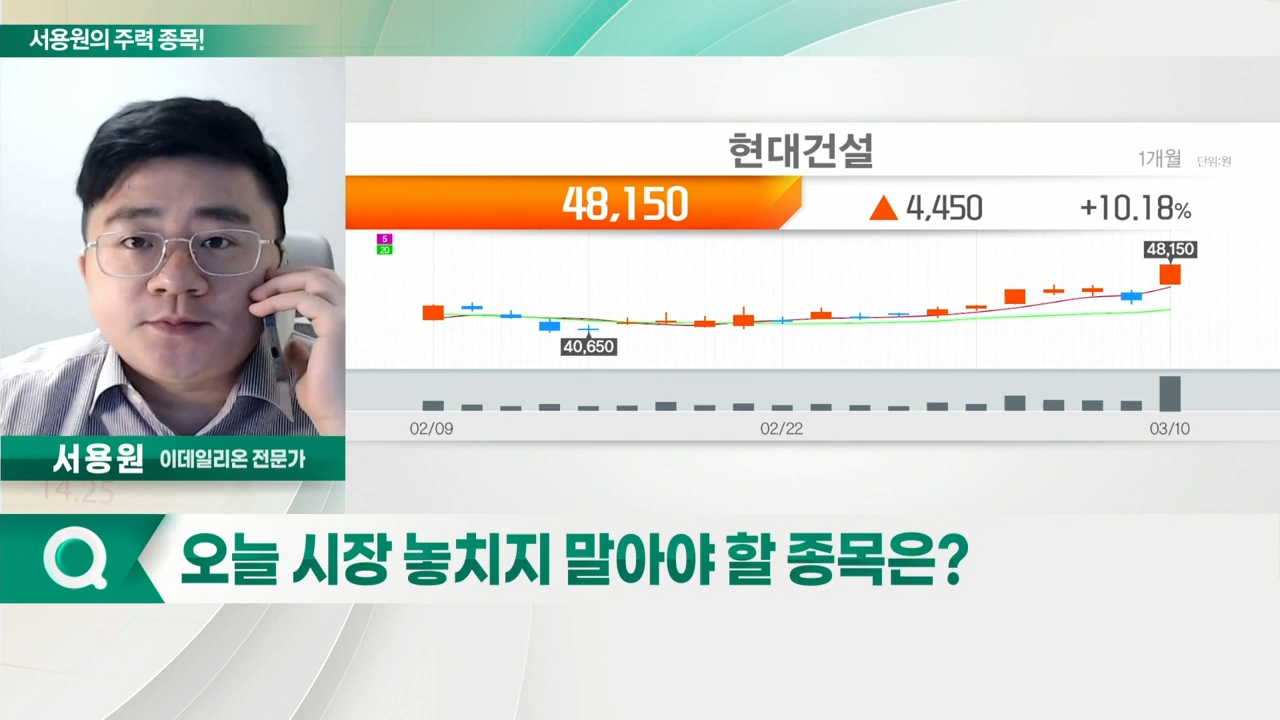 서용원의 주력 종목!
현대건설
1개월 단위:원
48,150 ▲ 4,450 +10.18%
5
20
48,150
40,650
02/09 02/22 03/10
서용원 이데일리온 전문가
14.25
오늘 시장 놓치지 말아야 할 종목은?